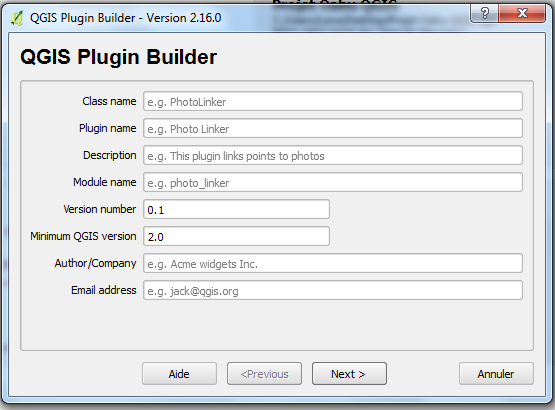 QGIS Plugin Builder - Version 2.16.0
QGIS Plugin Builder
Class name e.g. PhotoLinker
Plugin name e.g. Photo Linker
Description e.g. This plugin links points to photos
Module name e.g. photo_linker
Version number 0.1
Minimum QGIS version 2.0
Author/Company e.g. Acme widgets Inc.
Email address e.g. jack@qgis.org
Aide <Previous Next > Annuler